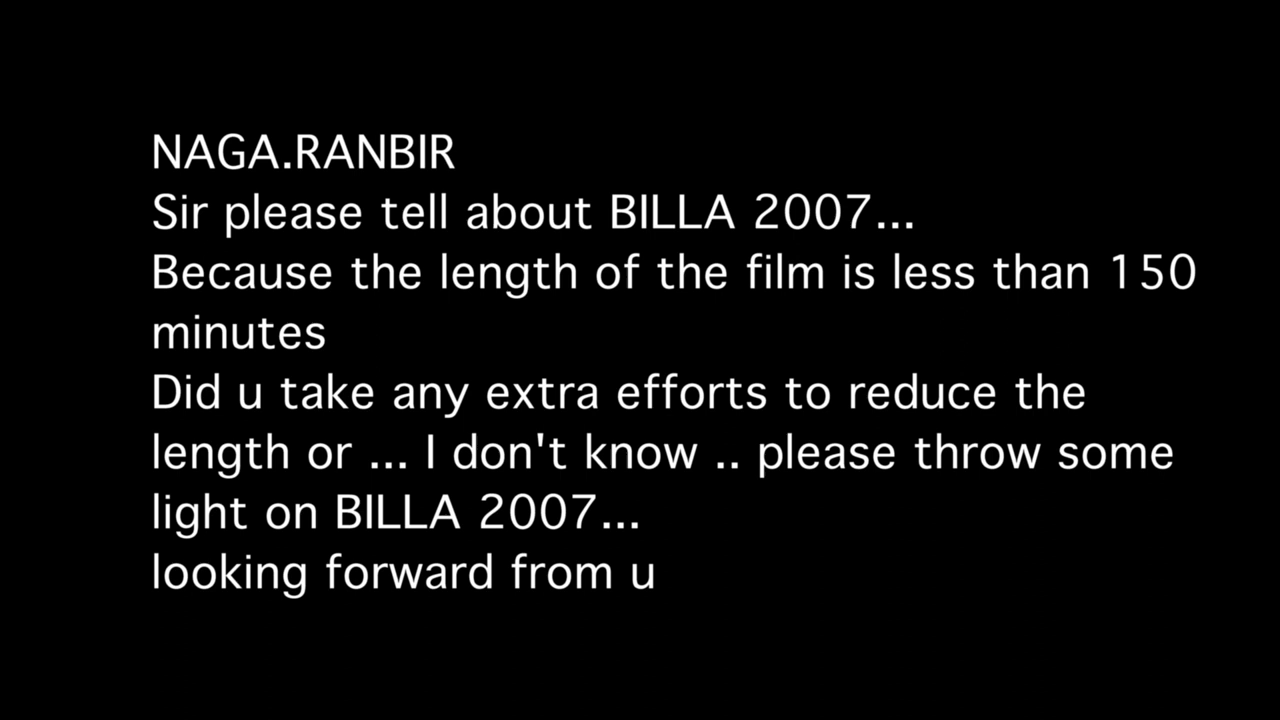 NAGA.RANBIR
Sir please tell about BILLA 2007...
Because the length of the film is less than 150
minutes
Did u take any extra efforts to reduce the
length or ... I don't know .. please throw some
light on BILLA 2007...
looking forward from u